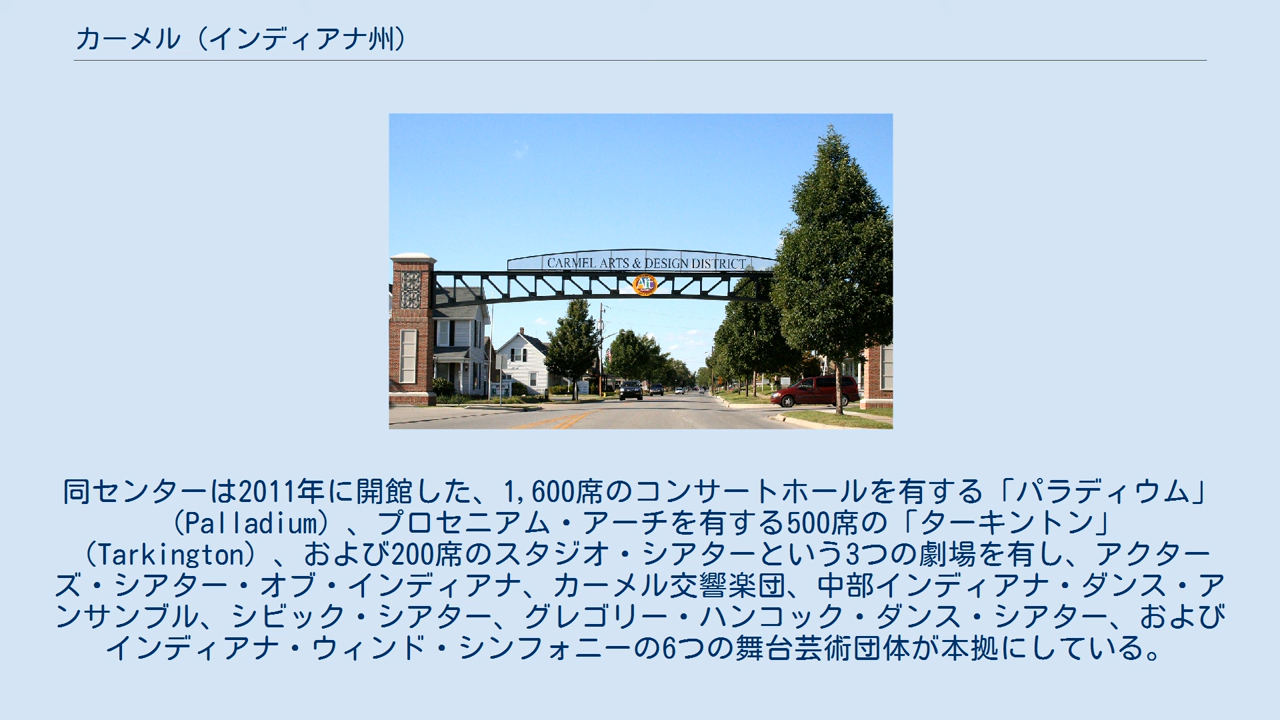 カーメル（インディアナ州）
CARMEL ARTS & DESIGN DISTRICT
Art
同センターは2011年に開館した、1,600席のコンサートホールを有する「パラディウム」
（Palladium）、プロセニアム・アーチを有する500席の「ターキントン」
（Tarkington）、および200席のスタジオ・シアターという3つの劇場を有し、アクター
ズ・シアター・オブ・インディアナ、カーメル交響楽団、中部インディアナ・ダンス・ア
ンサンブル、シビック・シアター、グレゴリー・ハンコック・ダンス・シアター、および
インディアナ・ウィンド・シンフォニーの6つの舞台芸術団体が本拠にしている。